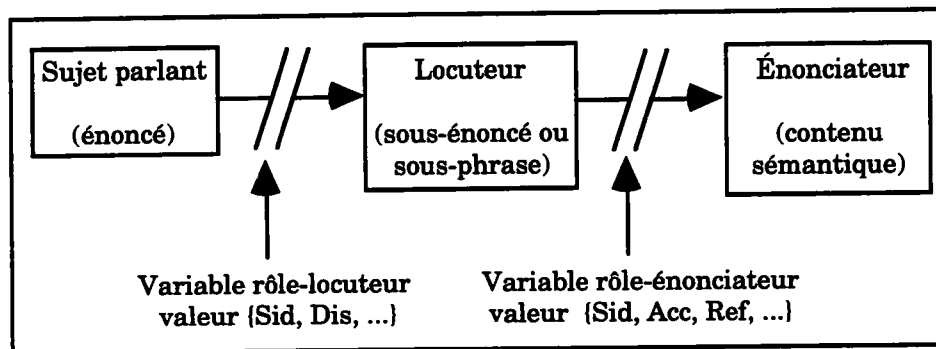 Sujet parlant
(énoncé)
Locuteur
(sous-énoncé ou
sous-phrase)
Énonciateur
(contenu
sémantique)
Variable rôle-locuteur
valeur {Sid, Dis, ...}
Variable rôle-énonciateur
valeur {Sid, Acc, Ref, ...}